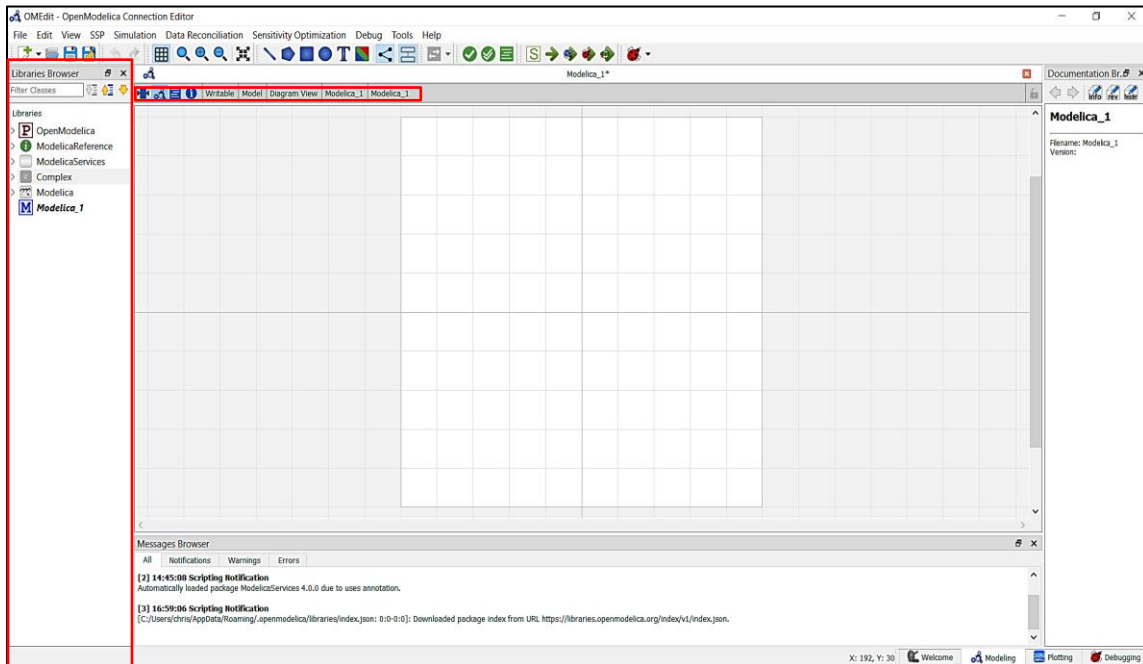 OMEdit - OpenModelica Connection Editor
File Edit View SSP Simulation Data Reconciliation Sensitivity Optimization Debug Tools Help
T
S
Libraries Browser
Modelica_1*
Documentation Br..
Filter Classes
Writable Model Diagram View Modelica_1 Modelica_1
info rev
Libraries
P OpenModelica
ModelicaReference
ModelicaServices
Complex
Modelica
M Modelica_1
Modelica_1
Filename: Modelica_1
Version:
Messages Browser
All Notifications Warnings Errors
[2] 14:45:08 Scripting Notification
Automatically loaded package ModelicaServices 4.0.0 due to uses annotation.
[3] 16:59:06 Scripting Notification
[C:/Users/chris/AppData/Roaming/.openmodelica/libraries/index.json: 0:0-0:0]: Downloaded package index from URL https://libraries.openmodelica.org/index/v1/index.json.
X: 192, Y: 30 Welcome Modeling Plotting Debugging